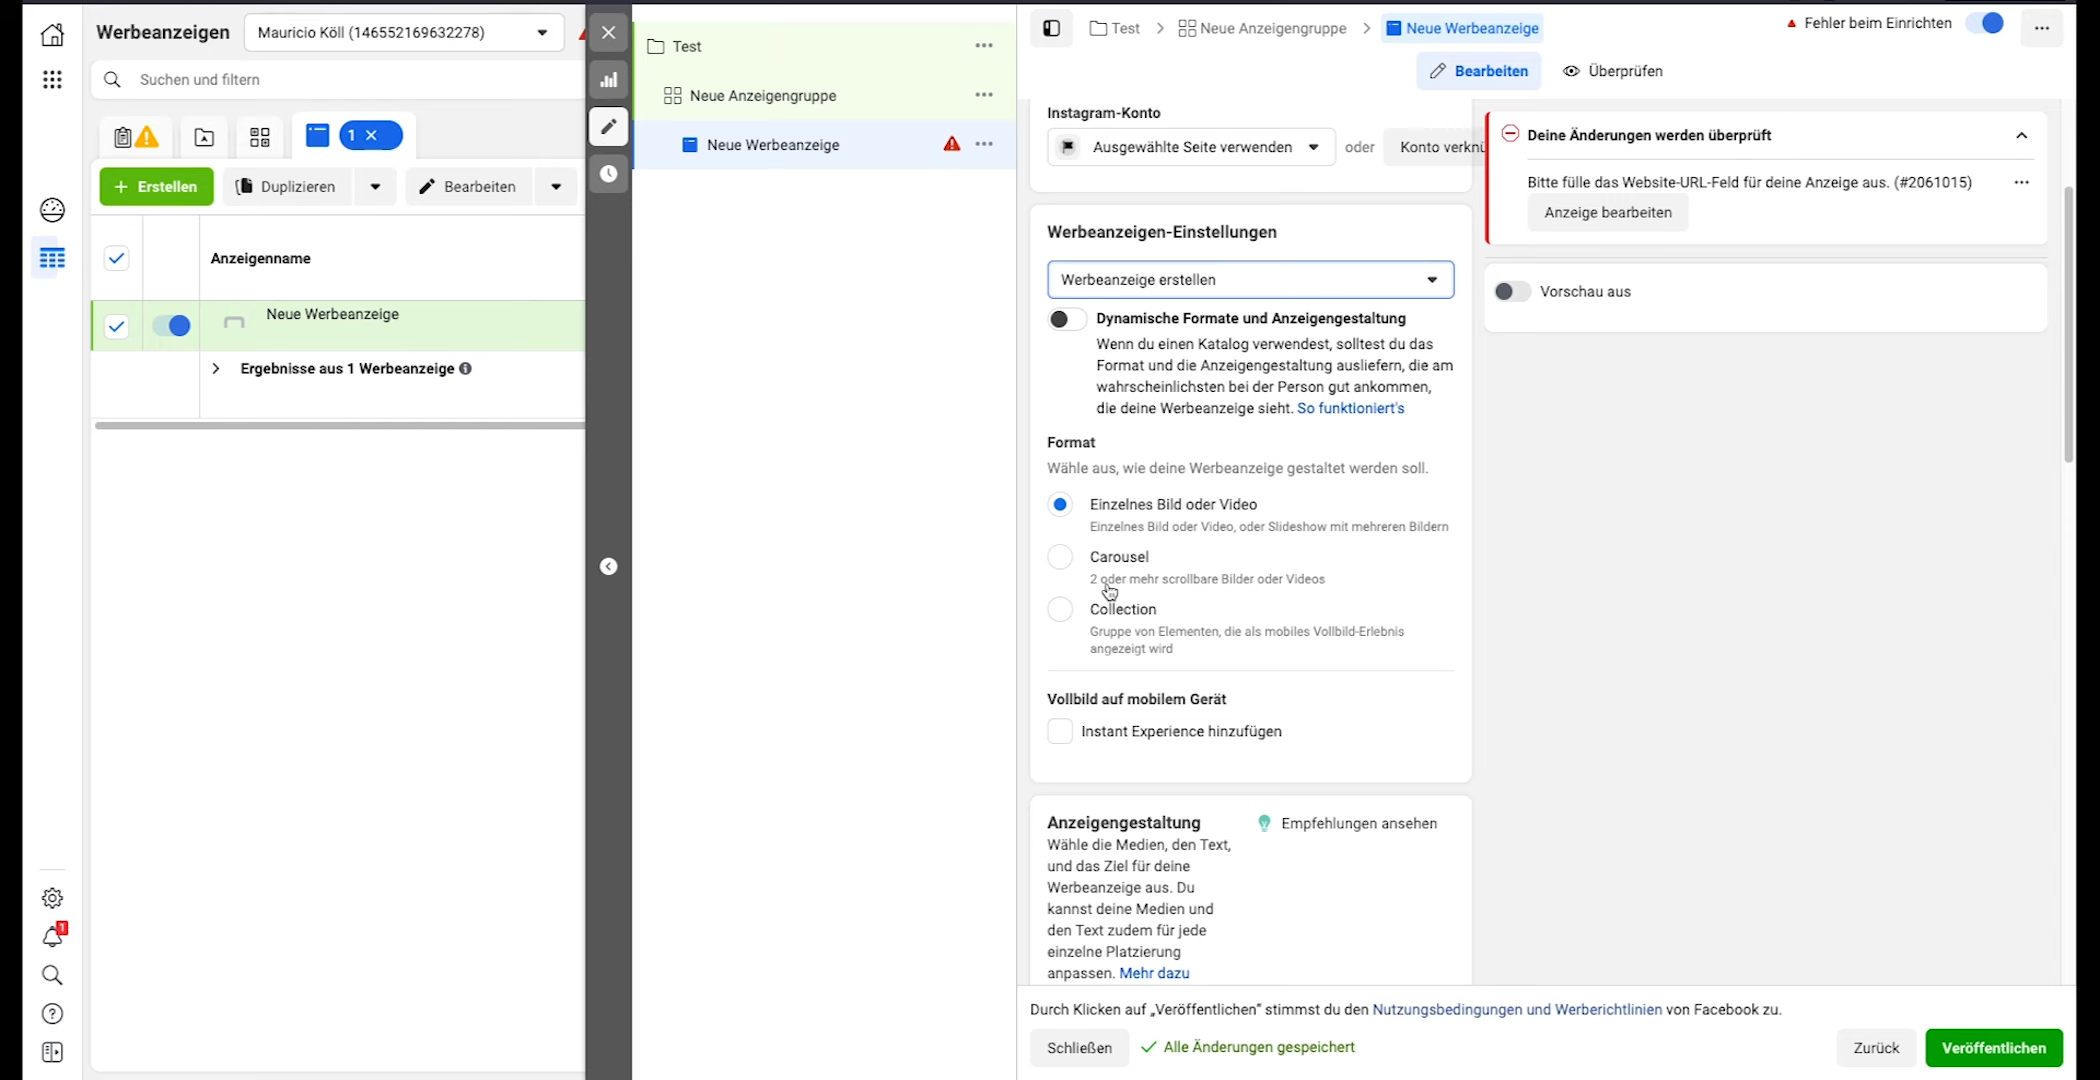 Werbeanzeigen
Mauricio Köll (146552169632278)
Suchen und filtern
1
Erstellen
Duplizieren
Bearbeiten
Anzeigenname
Neue Werbeanzeige
Ergebnisse aus 1 Werbeanzeige
1
Test
Neue Anzeigengruppe
Neue Werbeanzeige
Test
Neue Anzeigengruppe
Neue Werbeanzeige
Fehler beim Einrichten
Bearbeiten
Überprüfen
Instagram-Konto
Ausgewählte Seite verwenden
oder
Konto verknü
Werbeanzeigen-Einstellungen
Werbeanzeige erstellen
Dynamische Formate und Anzeigengestaltung
Wenn du einen Katalog verwendest, solltest du das
Format und die Anzeigengestaltung ausliefern, die am
wahrscheinlichsten bei der Person gut ankommen,
die deine Werbeanzeige sieht. So funktioniert's
Format
Wähle aus, wie deine Werbeanzeige gestaltet werden soll.
Einzelnes Bild oder Video
Einzelnes Bild oder Video, oder Slideshow mit mehreren Bildern
Carousel
2 oder mehr scrollbare Bilder oder Videos
Collection
Gruppe von Elementen, die als mobiles Vollbild-Erlebnis
angezeigt wird
Vollbild auf mobilem Gerät
Instant Experience hinzufügen
Anzeigengestaltung
Empfehlungen ansehen
Wähle die Medien, den Text,
und das Ziel für deine
Werbeanzeige aus. Du
kannst deine Medien und
den Text zudem für jede
einzelne Platzierung
anpassen. Mehr dazu
Deine Änderungen werden überprüft
Bitte fülle das Website-URL-Feld für deine Anzeige aus. (#2061015)
Anzeige bearbeiten
Vorschau aus
Durch Klicken auf „Veröffentlichen“ stimmst du den Nutzungsbedingungen und Werberichtlinien von Facebook zu.
Schließen
Alle Änderungen gespeichert
Zurück
Veröffentlichen